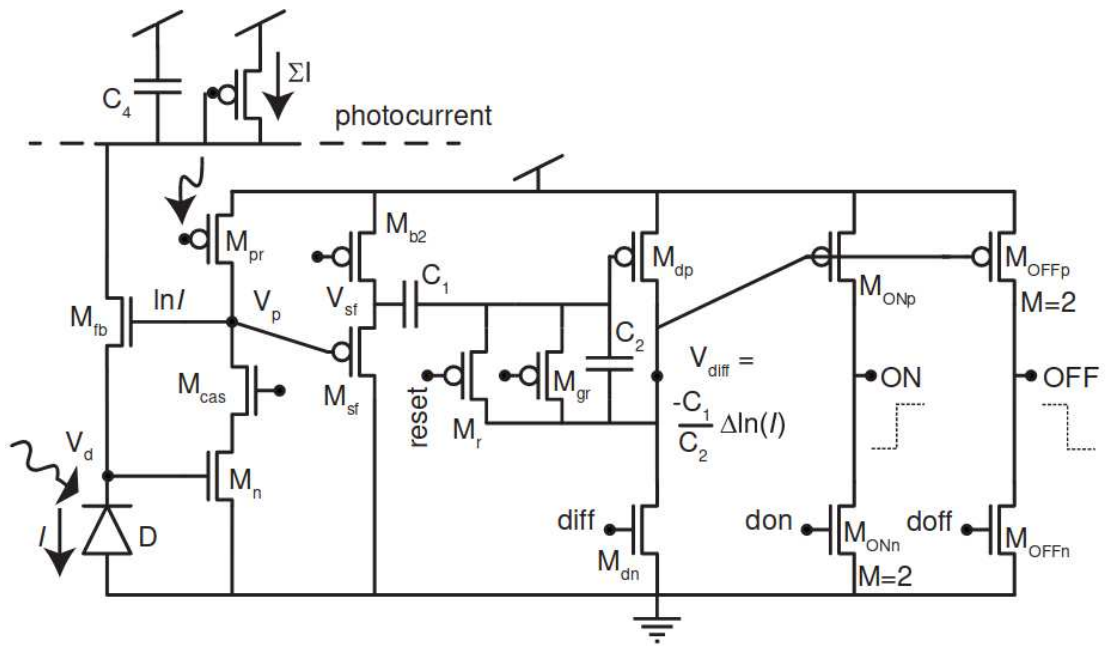 C4
ΣI
photocurrent
Mpr
Mb2
C1
Mdp
MOFFp
MONp
M=2
lnI
Vp
Vsf
Mfb
C2
Vdiff =
ON
OFF
Mcas
Msf
reset
Mr
Mgr
-C1
C2
Δln(I)
Vd
Mn
I
D
diff
Mdn
don
MONn
M=2
doff
MOFFn